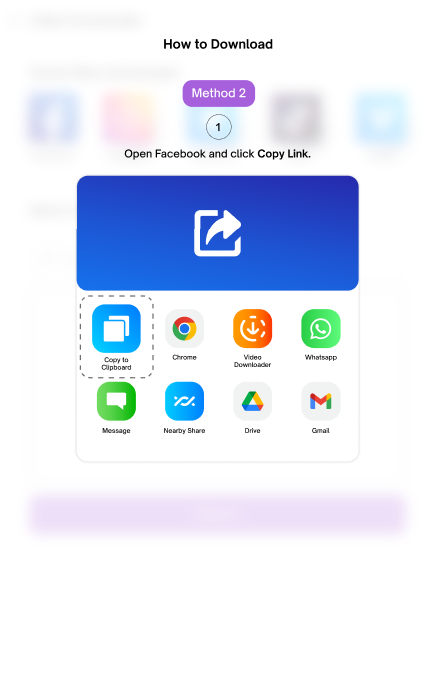 How to Download
Method 2
1
Open Facebook and click Copy Link.
Copy to
Clipboard
Chrome
Video
Downloader
Whatsapp
Message
Nearby Share
Drive
Gmail